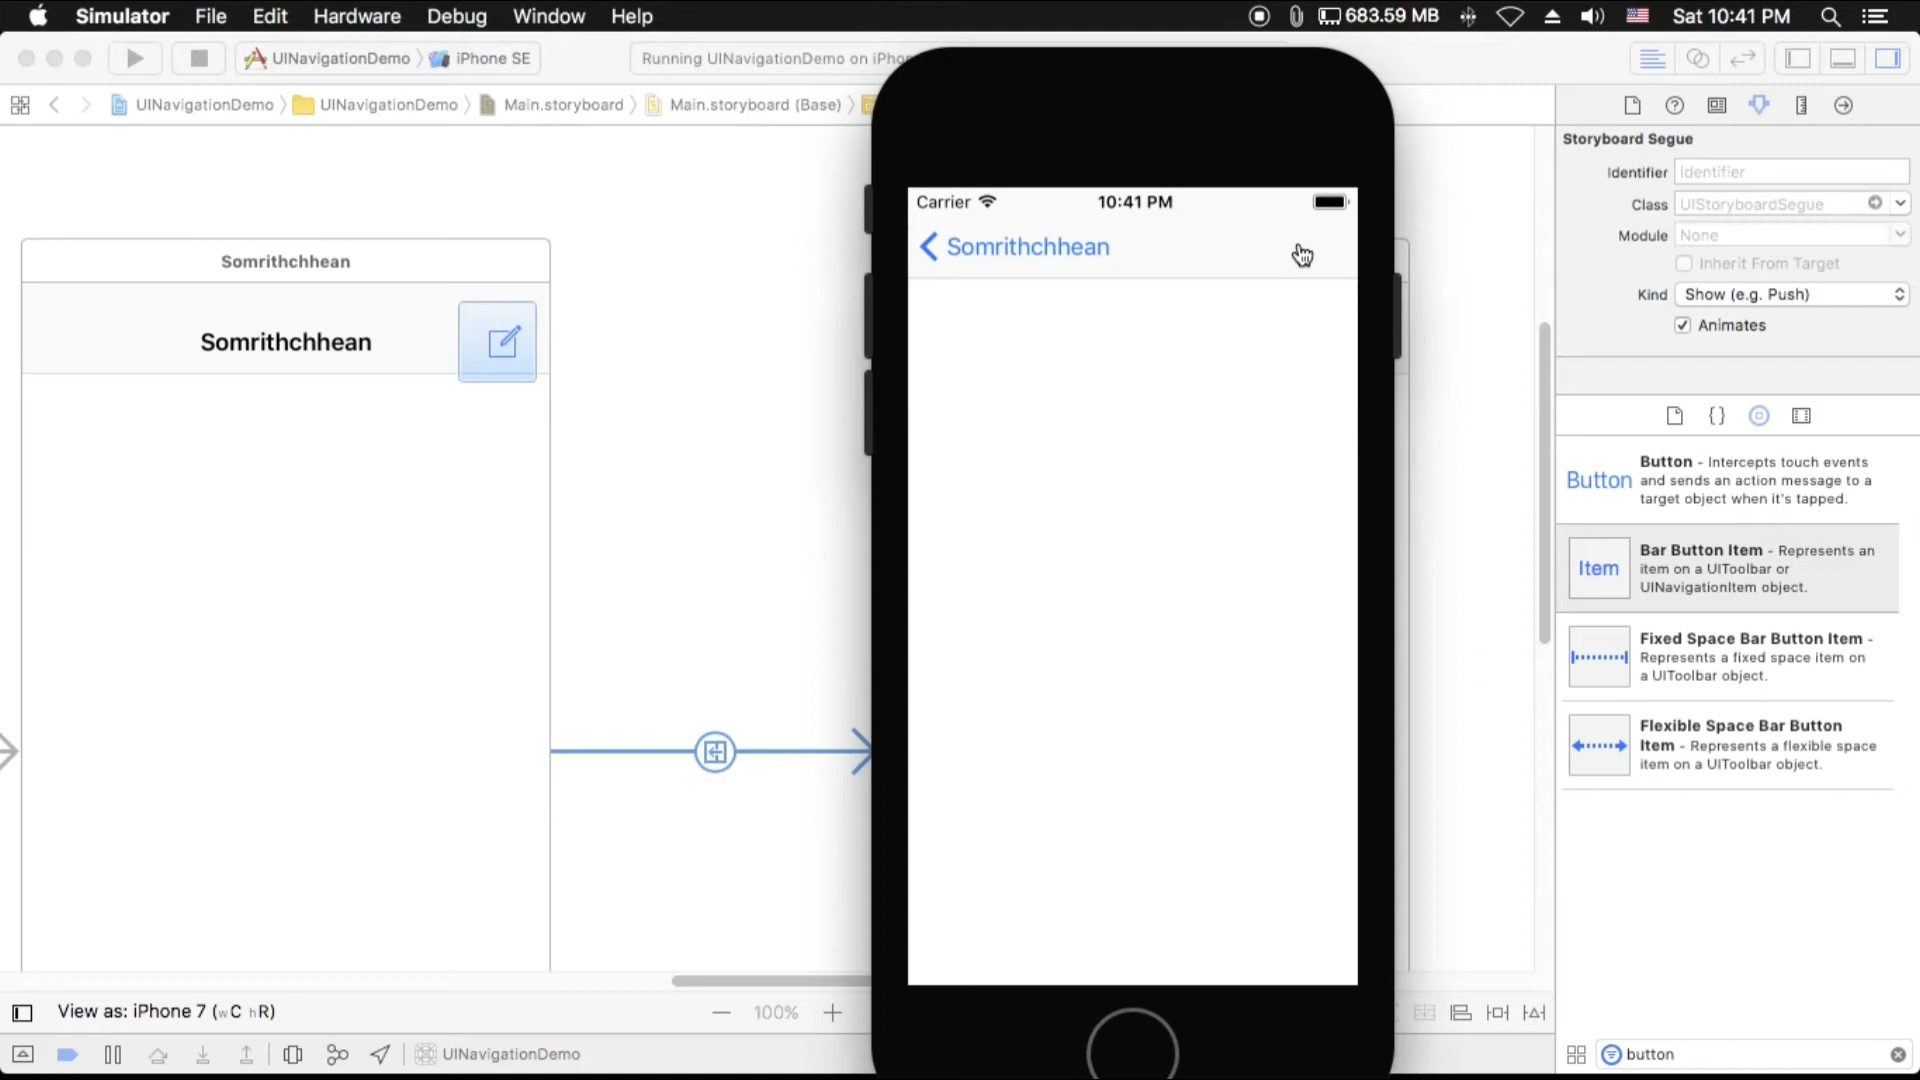 Simulator File Edit Hardware Debug Window Help 683.59 MB Sat 10:41 PM
UINavigationDemo iPhone SE Running UINavigationDemo on iPhon
UINavigationDemo UINavigationDemo Main.storyboard Main.storyboard (Base)
Somrithchhean
Somrithchhean
Carrier 10:41 PM
Somrithchhean
Storyboard Segue
Identifier Identifier
Class UIStoryboardSegue
Module None
Inherit From Target
Kind Show (e.g. Push)
Animates
Button
Button - Intercepts touch events
and sends an action message to a
target object when it's tapped.
Item
Bar Button Item - Represents an
item on a UIToolbar or
UINavigationItem object.
Fixed Space Bar Button Item -
Represents a fixed space item on
a UIToolbar object.
Flexible Space Bar Button
Item - Represents a flexible space
item on a UIToolbar object.
View as: iPhone 7 (wC hR) 100%
UINavigationDemo
button